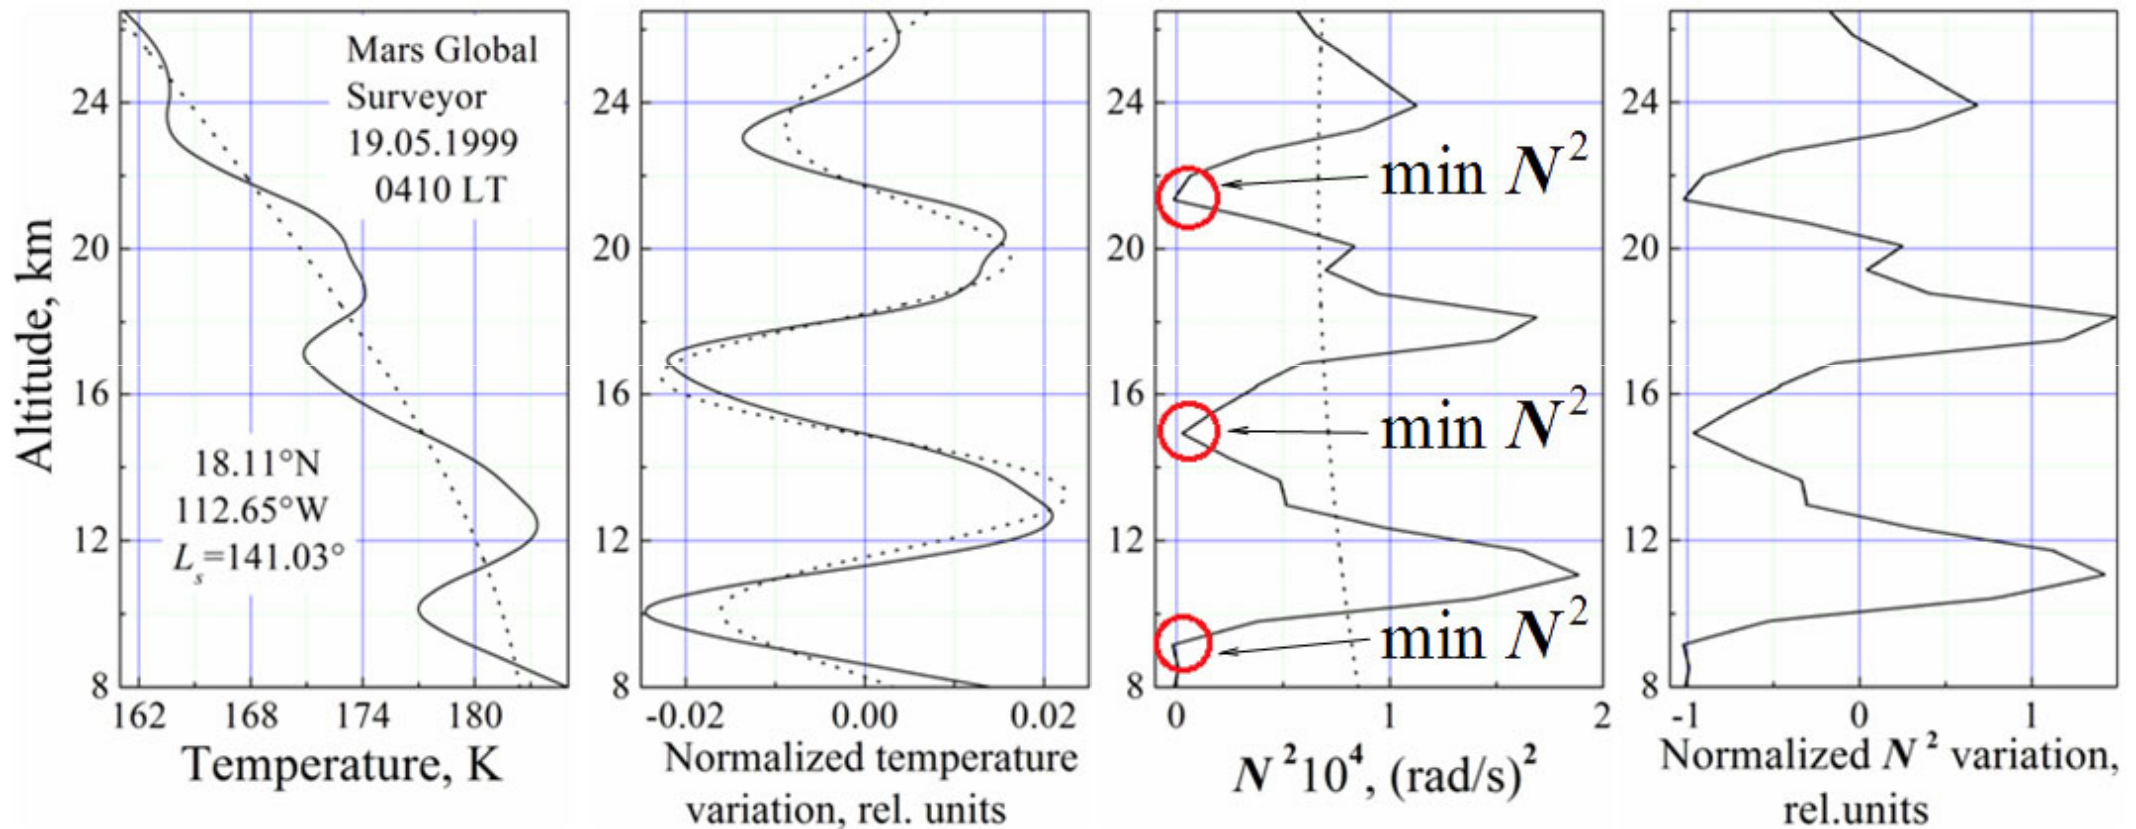 Altitude, km
24
20
16
12
8
Mars Global
Surveyor
19.05.1999
0410 LT
18.11°N
112.65°W
Lₛ=141.03°
162 168 174 180
Temperature, K
24
20
16
12
8
-0.02 0.00 0.02
Normalized temperature
variation, rel. units
24
20
16
12
8
min N²
min N²
min N²
0 1 2
N²10⁴, (rad/s)²
24
20
16
12
8
-1 0 1
Normalized N² variation,
rel.units